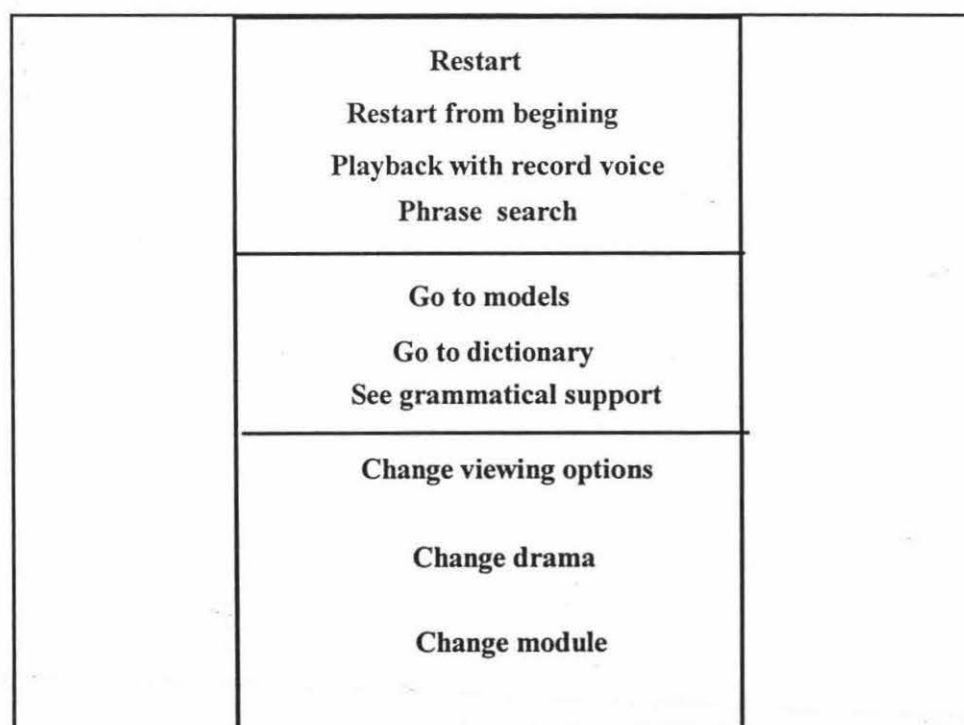 Restart
Restart from begining
Playback with record voice
Phrase search
Go to models
Go to dictionary
See grammatical support
Change viewing options
Change drama
Change module